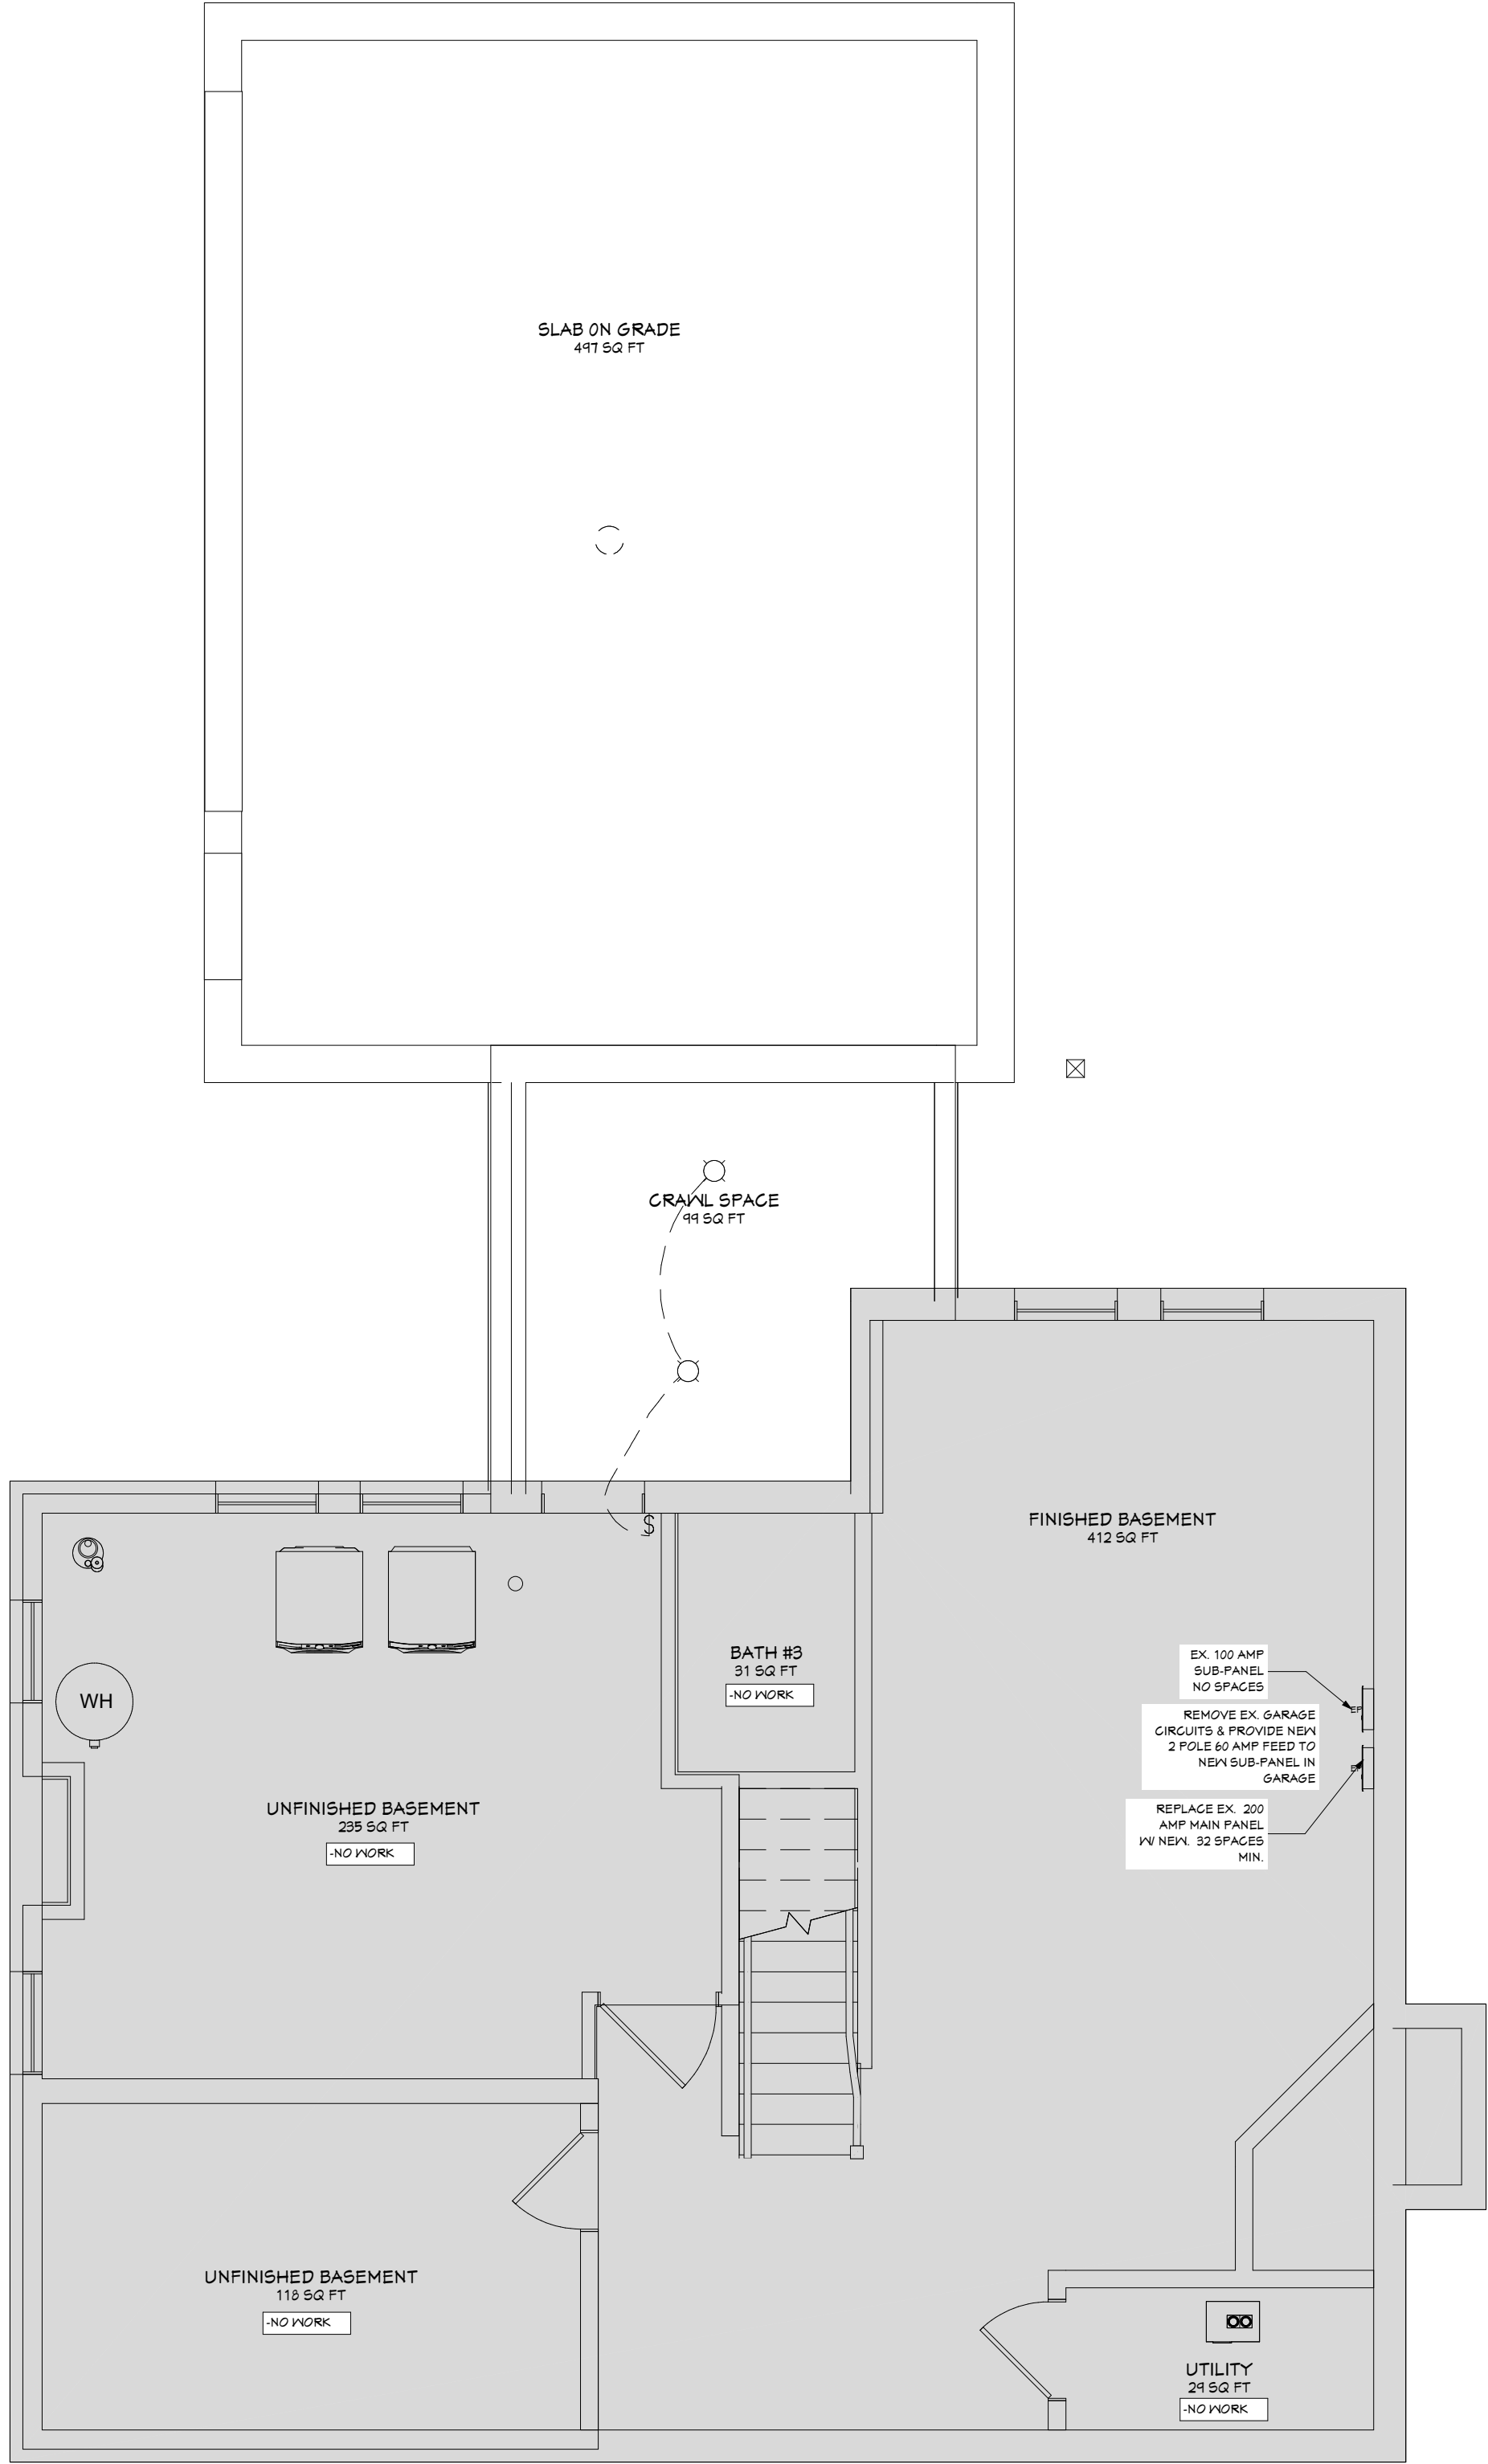 SLAB ON GRADE
497 SQ FT
CRAWL SPACE
99 SQ FT
$
FINISHED BASEMENT
412 SQ FT
BATH #3
31 SQ FT
-NO WORK
EX. 100 AMP
SUB-PANEL
NO SPACES
EP
REMOVE EX. GARAGE
CIRCUITS & PROVIDE NEW
2 POLE 60 AMP FEED TO
NEW SUB-PANEL IN
GARAGE
REPLACE EX. 200
AMP MAIN PANEL
W/ NEW. 32 SPACES
MIN.
WH
UNFINISHED BASEMENT
235 SQ FT
-NO WORK
UNFINISHED BASEMENT
118 SQ FT
-NO WORK
UTILITY
29 SQ FT
-NO WORK